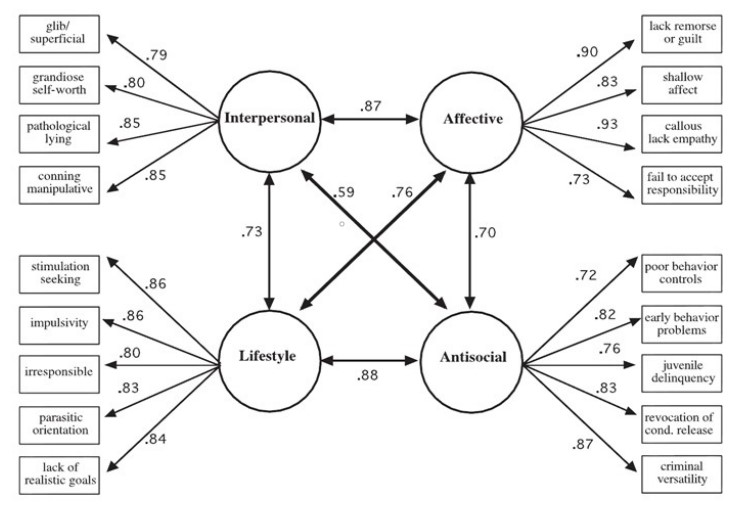 glib/
superficial
.79
grandiose
self-worth
.80
pathological
lying
.85
conning
manipulative
.85
Interpersonal
.87
Affective
lack remorse
or guilt
.90
shallow
affect
.83
callous
lack empathy
.93
fail to accept
responsibility
.73
.59
.76
.73
.70
stimulation
seeking
.86
impulsivity
.86
irresponsible
.80
parasitic
orientation
.83
lack of
realistic goals
.84
Lifestyle
.88
Antisocial
poor behavior
controls
.72
early behavior
problems
.82
juvenile
delinquency
.76
revocation of
cond. release
.83
criminal
versatility
.87